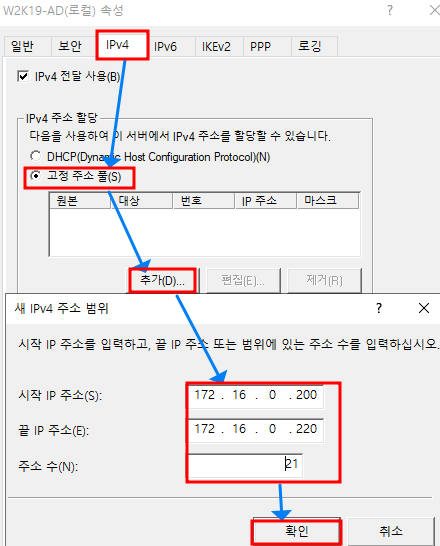 W2K19-AD(로컬) 속성
일반 보안 IPv4 IPv6 IKEv2 PPP 로깅
IPv4 전달 사용(B)
IPv4 주소 할당
다음을 사용하여 이 서버에서 IPv4 주소를 할당할 수 있습니다.
DHCP(Dynamic Host Configuration Protocol)(N)
고정 주소 풀(S)
원본 대상 번호 IP 주소 마스크
추가(D)... 편집(E)... 제거(R)
새 IPv4 주소 범위 ? ×
시작 IP 주소를 입력하고, 끝 IP 주소 또는 범위에 있는 주소 수를 입력하십시오.
시작 IP 주소(S): 172 . 16 . 0 . 200
끝 IP 주소(E): 172 . 16 . 0 . 220
주소 수(N): 21
확인 취소